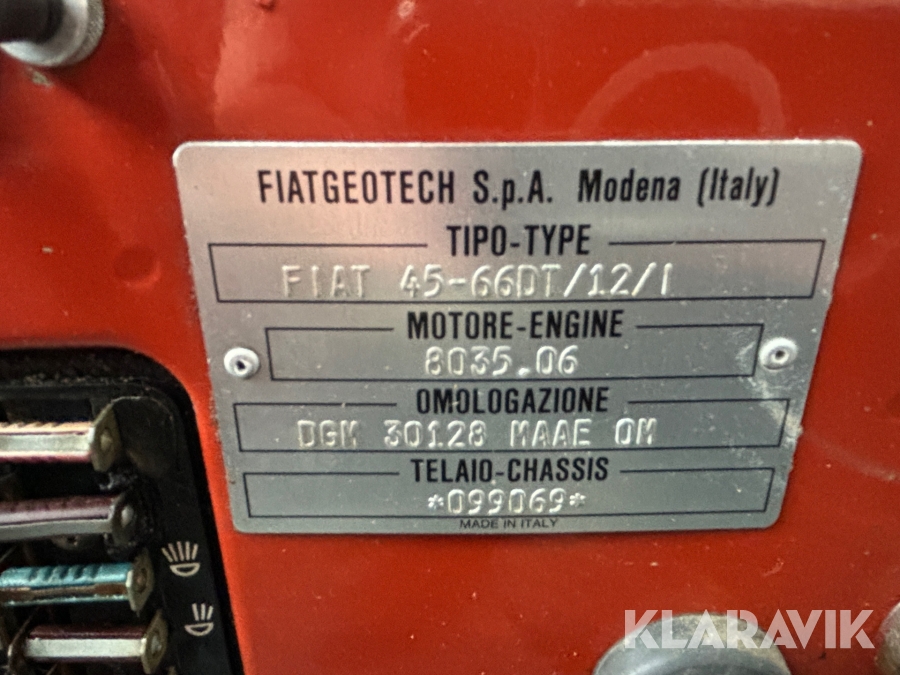 FIATGEOTECH S.p.A. Modena (Italy)
TIPO-TYPE
FIAT 45-66DT/12/I
MOTORE-ENGINE
8035.06
OMOLOGAZIONE
DGM 30128 MAAE OM
TELAIO-CHASSIS
*099069*
MADE IN ITALY
KLARAVIK